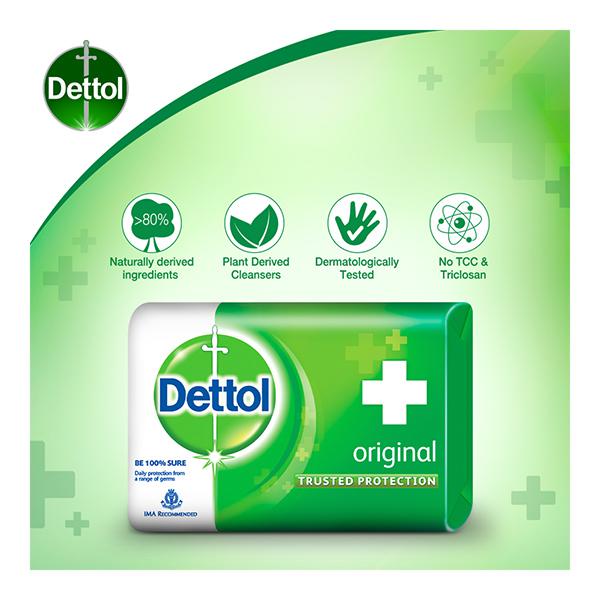 Dettol
>80%
Naturally derived
ingredients
Plant Derived
Cleansers
Dermatologically
Tested
No TCC &
Triclosan
Dettol
BE 100% SURE
Daily protection from
a range of germs
IMA RECOMMENDED
original
TRUSTED PROTECTION